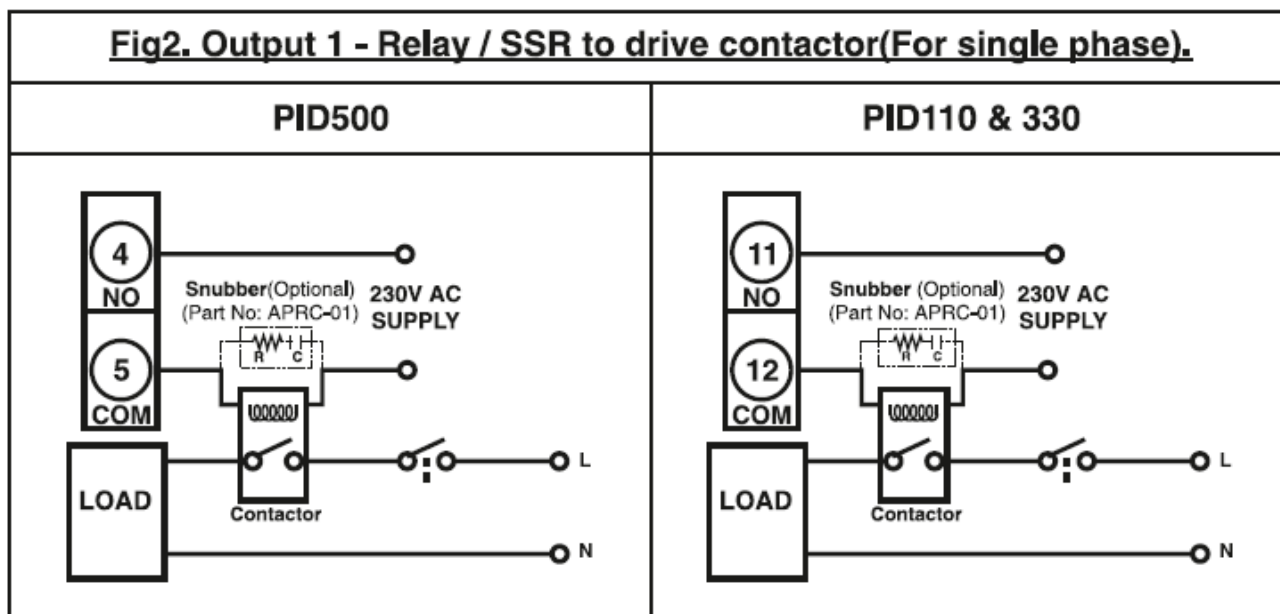 Fig2. Output 1 - Relay / SSR to drive contactor(For single phase).
PID500
PID110 & 330
4
NO
Snubber(Optional)
(Part No: APRC-01)
230V AC
SUPPLY
R C
5
COM
LOAD
Contactor
L
N
11
NO
Snubber (Optional)
(Part No: APRC-01)
230V AC
SUPPLY
R C
12
COM
LOAD
Contactor
L
N